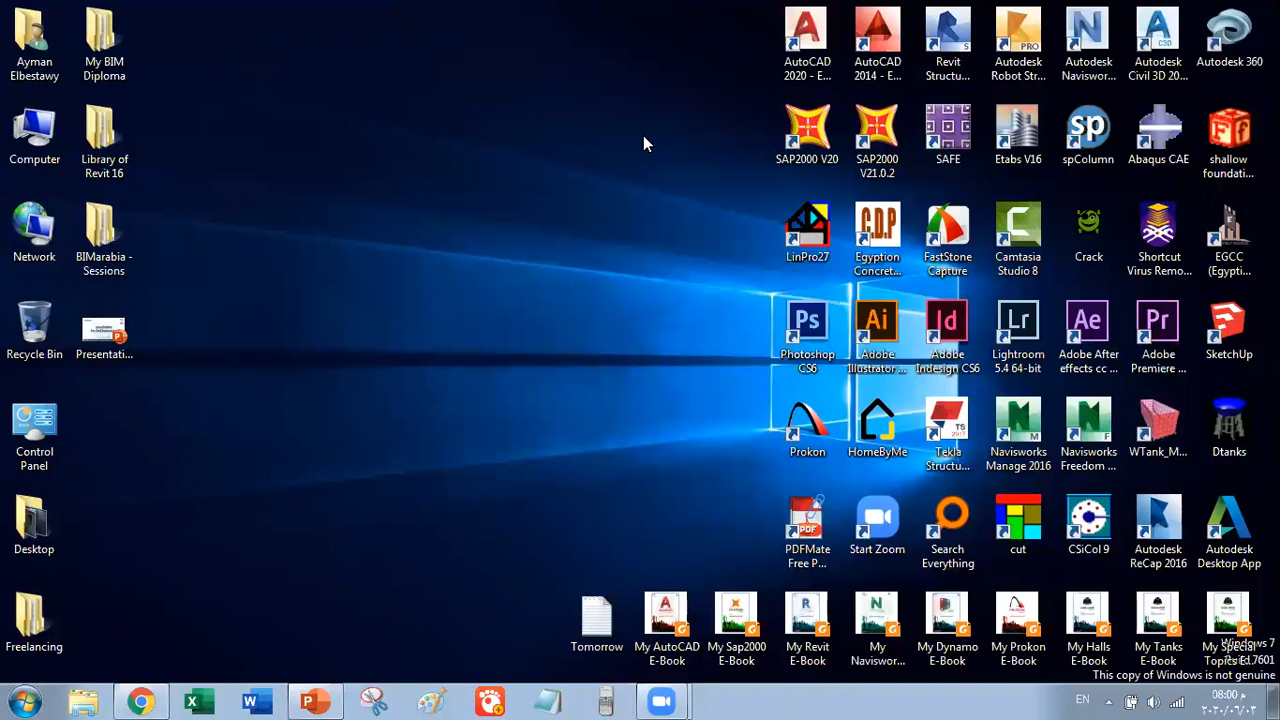 Ayman
Elbestawy
My BIM
Diploma
AutoCAD
2020 - E...
AutoCAD
2014 - E...
Revit
Structu...
Autodesk
Robot Str...
Autodesk
Naviswor...
Autodesk
Civil 3D 20...
Autodesk 360
Computer
Library of
Revit 16
SAP2000 V20
SAP2000
V21.0.2
SAFE
Etabs V16
spColumn
Abaqus CAE
shallow
foundati...
Network
BIMarabia -
Sessions
LinPro27
Egyption
Concret...
FastStone
Capture
Camtasia
Studio 8
Crack
Shortcut
Virus Remo...
EGCC
(Egypti...
Recycle Bin
Presentati...
Photoshop
CS6
Adobe
Illustrator ...
Adobe
Indesign CS6
Lightroom
5.4 64-bit
Adobe After
effects cc ...
Adobe
Premiere ...
SketchUp
Control
Panel
Prokon
HomeByMe
Tekla
Structu...
Navisworks
Manage 2016
Navisworks
Freedom ...
WTank_M...
Dtanks
Desktop
PDFMate
Free P...
Start Zoom
Search
Everything
cut
CSiCol 9
Autodesk
ReCap 2016
Autodesk
Desktop App
Freelancing
Tomorrow
My AutoCAD
E-Book
My Sap2000
E-Book
My Revit
E-Book
My
Naviswor...
My Dynamo
E-Book
My Prokon
E-Book
My Halls
E-Book
My Tanks
E-Book
My Special
Windows 7
This copy of Windows is not genuine
EN
08:00 م
٢٠٢٠/٠٦/٠٣